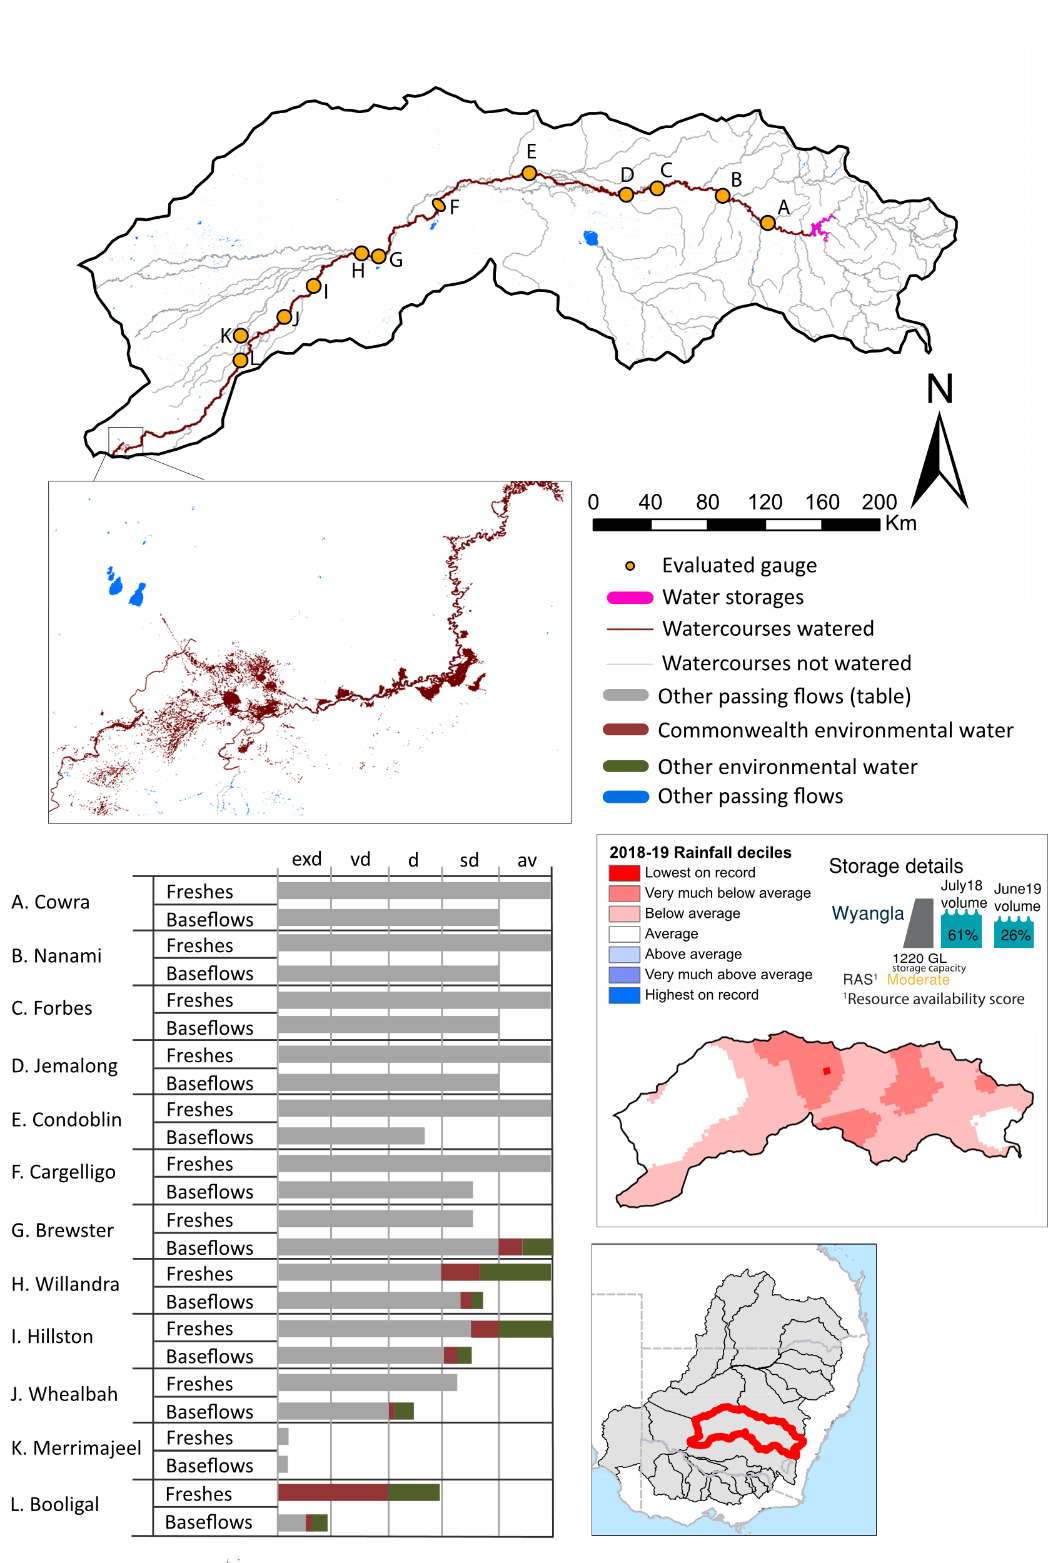 E
D
C
B
A
F
H
G
I
J
K
L
N
0 40 80 120 160 200
Km
Evaluated gauge
Water storages
Watercourses watered
Watercourses not watered
Other passing flows (table)
Commonwealth environmental water
Other environmental water
Other passing flows
exd vd d sd av
A. Cowra
Freshes
Baseflows
B. Nanami
Freshes
Baseflows
C. Forbes
Freshes
Baseflows
D. Jemalong
Freshes
Baseflows
E. Condoblin
Freshes
Baseflows
F. Cargelligo
Freshes
Baseflows
G. Brewster
Freshes
Baseflows
H. Willandra
Freshes
Baseflows
I. Hillston
Freshes
Baseflows
J. Whealbah
Freshes
Baseflows
K. Merrimajeel
Freshes
Baseflows
L. Booligal
Freshes
Baseflows
2018-19 Rainfall deciles
Lowest on record
Very much below average
Below average
Average
Above average
Very much above average
Highest on record
Storage details
July18
volume
June19
volume
Wyangla
61%
26%
1220 GL
storage capacity
RAS¹ Moderate
¹Resource availability score